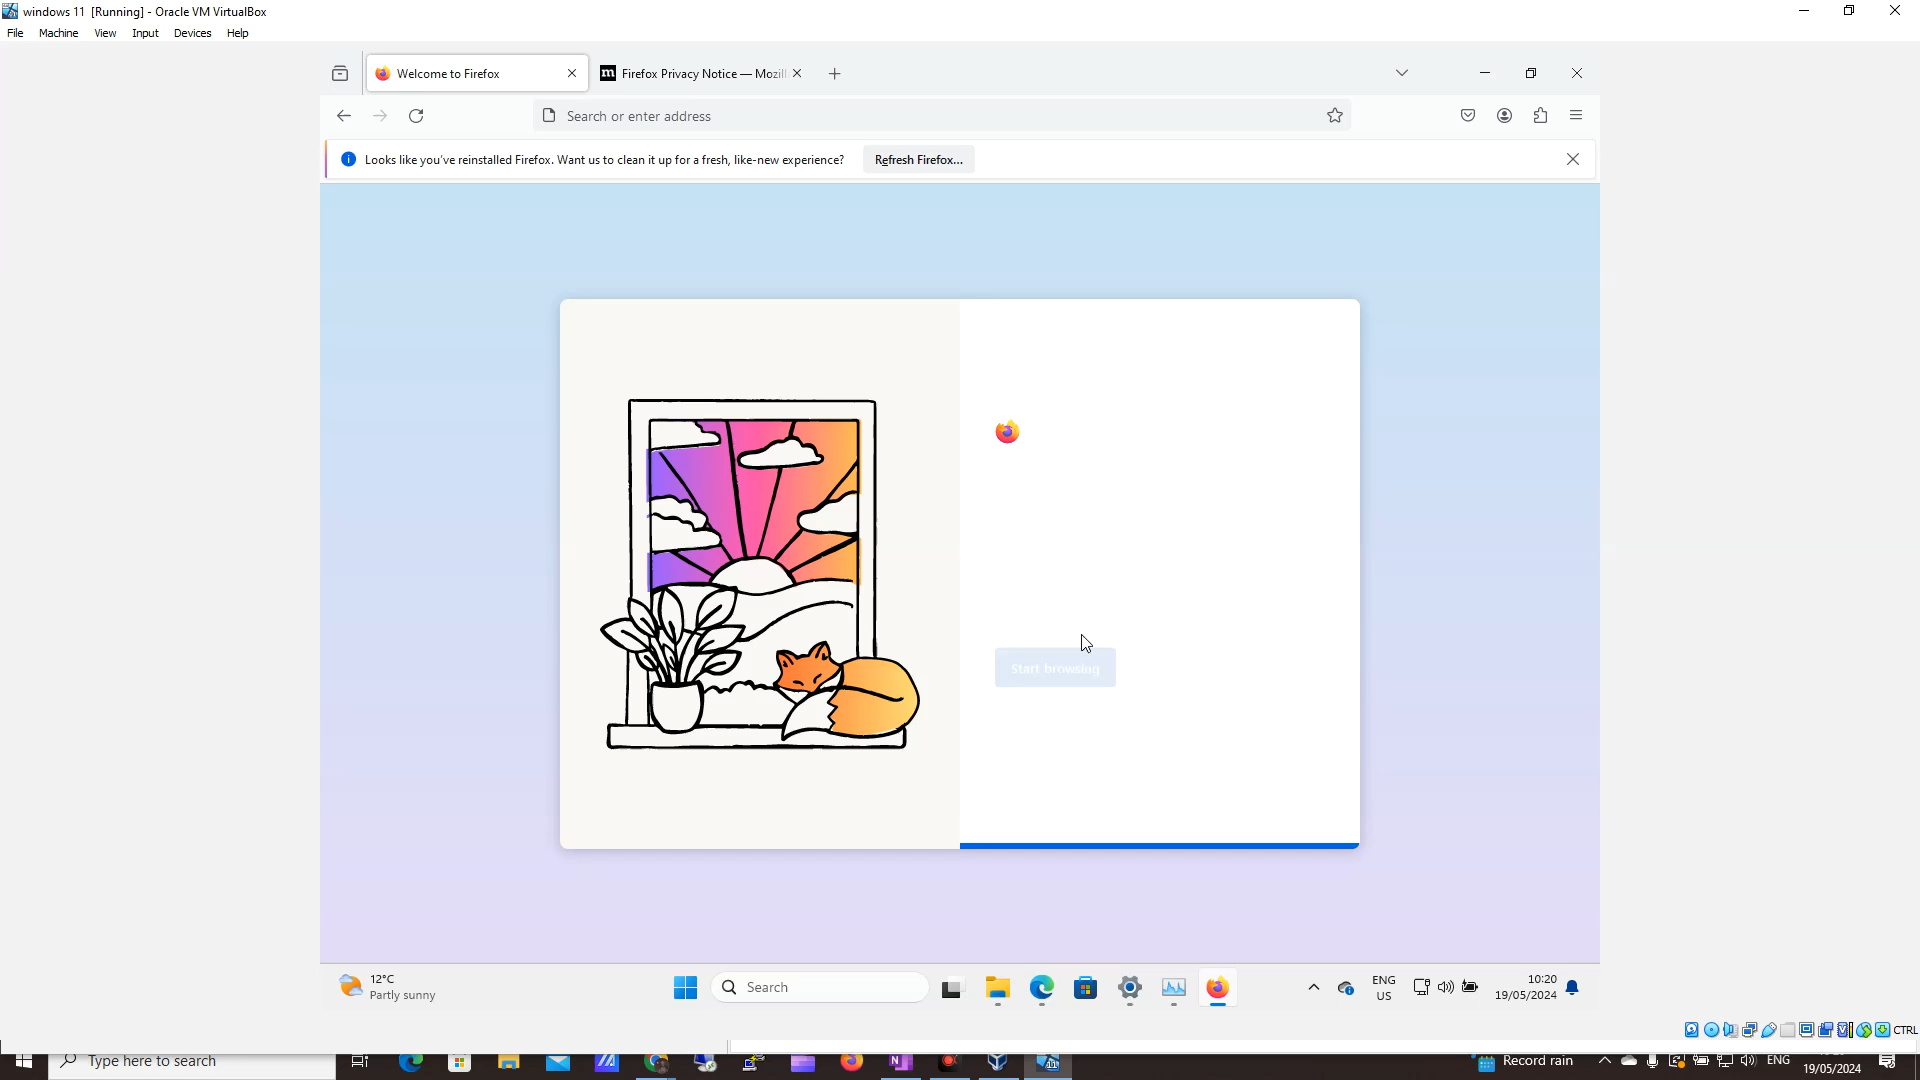 windows 11 [Running] - Oracle VM VirtualBox
File Machine View Input Devices Help
Welcome to Firefox
m Firefox Privacy Notice — Mozil
Search or enter address
Looks like you've reinstalled Firefox. Want us to clean it up for a fresh, like-new experience?
Refresh Firefox...
Start browsing
12°C
Partly sunny
Search
ENG
US
10:20
19/05/2024
CTRL
Type here to search
Record rain
ENG
19/05/2024